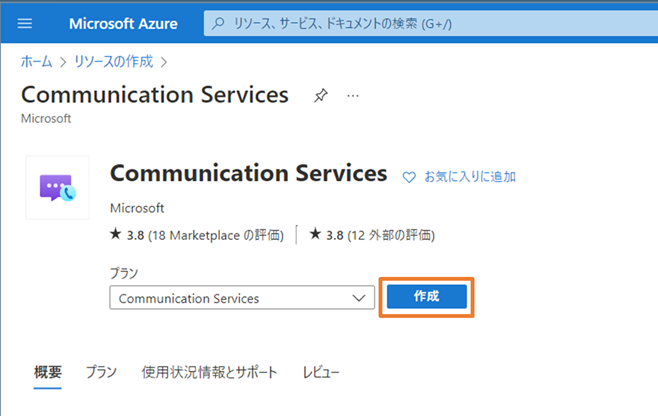 Microsoft Azure リソース、サービス、ドキュメントの検索 (G+/)
ホーム > リソースの作成 >
Communication Services ...
Microsoft
Communication Services お気に入りに追加
Microsoft
★ 3.8 (18 Marketplace の評価) | ★ 3.8 (12 外部の評価)
プラン
Communication Services 作成
概要 プラン 使用状況情報とサポート レビュー